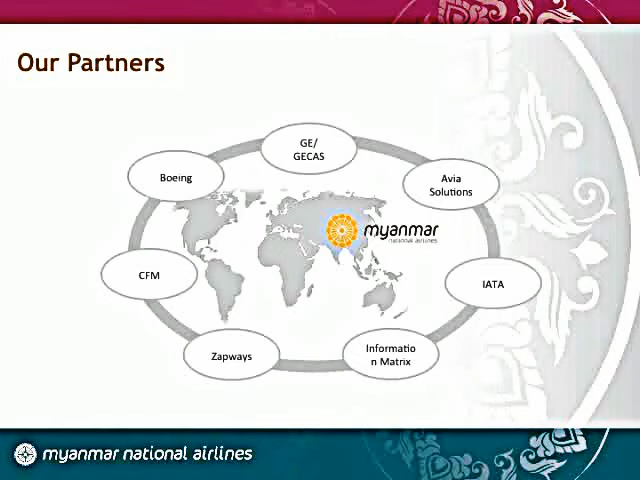 Our Partners
GE/
GECAS
Boeing
Avia
Solutions
myanmar
national airlines
CFM
IATA
Zapways
Informatio
n Matrix
myanmar national airlines